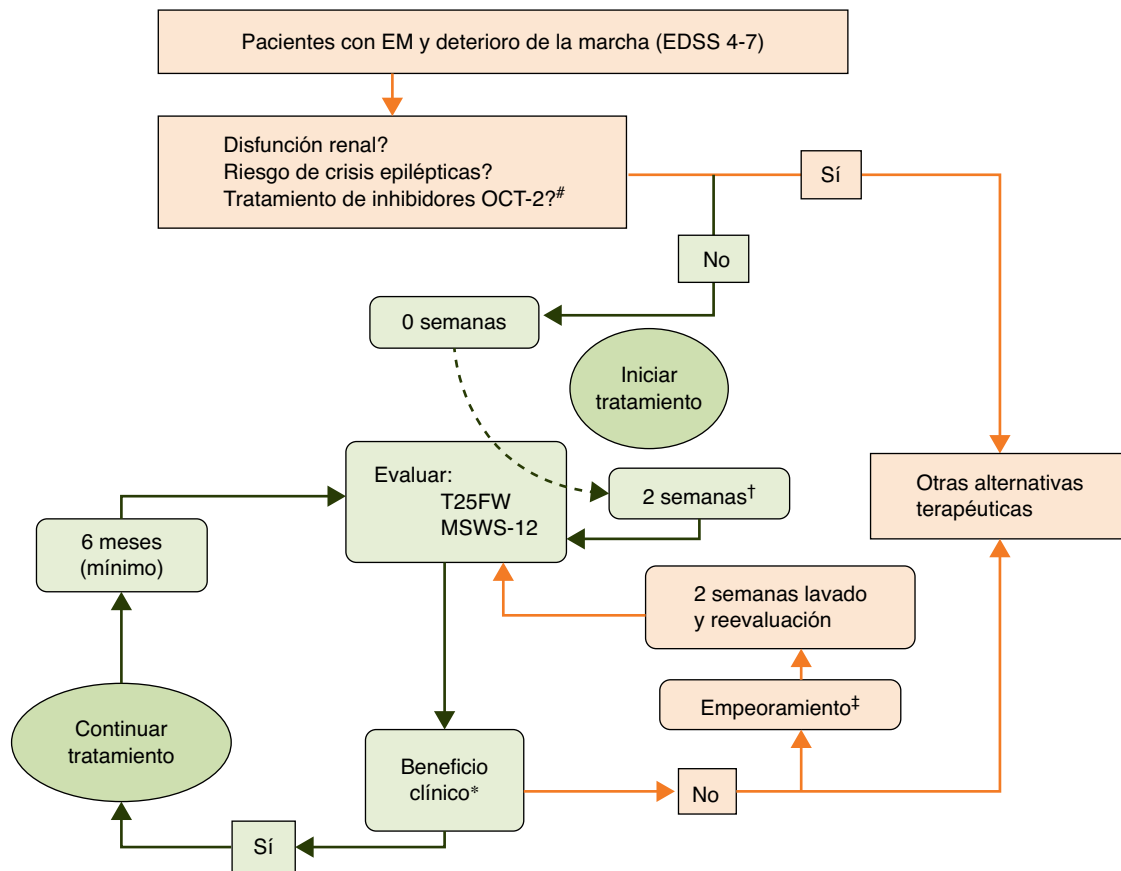 Pacientes con EM y deterioro de la marcha (EDSS 4-7)
Disfunción renal?
Riesgo de crisis epilépticas?
Tratamiento de inhibidores OCT-2?#
Sí
No
0 semanas
Iniciar
tratamiento
Evaluar:
T25FW
MSWS-12
2 semanas†
Otras alternativas
terapéuticas
6 meses
(mínimo)
2 semanas lavado
y reevaluación
Empeoramiento‡
Continuar
tratamiento
Beneficio
clínico*
No
Sí